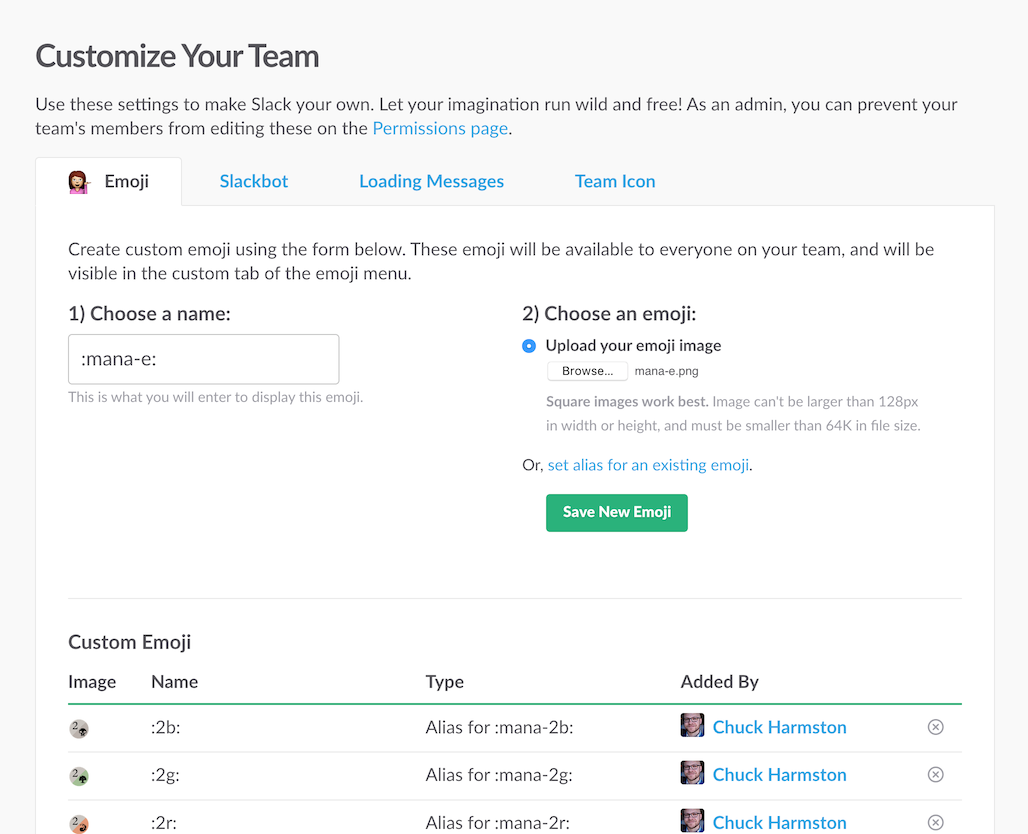 Customize Your Team
Use these settings to make Slack your own. Let your imagination run wild and free! As an admin, you can prevent your
team's members from editing these on the Permissions page.
Emoji
Slackbot
Loading Messages
Team Icon
Create custom emoji using the form below. These emoji will be available to everyone on your team, and will be
visible in the custom tab of the emoji menu.
1) Choose a name:
:mana-e:
This is what you will enter to display this emoji.
2) Choose an emoji:
Upload your emoji image
Browse... mana-e.png
Square images work best. Image can't be larger than 128px
in width or height, and must be smaller than 64K in file size.
Or, set alias for an existing emoji.
Save New Emoji
Custom Emoji
Image Name Type Added By
2 :2b: Alias for :mana-2b: Chuck Harmston
2 :2g: Alias for :mana-2g: Chuck Harmston
2 :2r: Alias for :mana-2r: Chuck Harmston